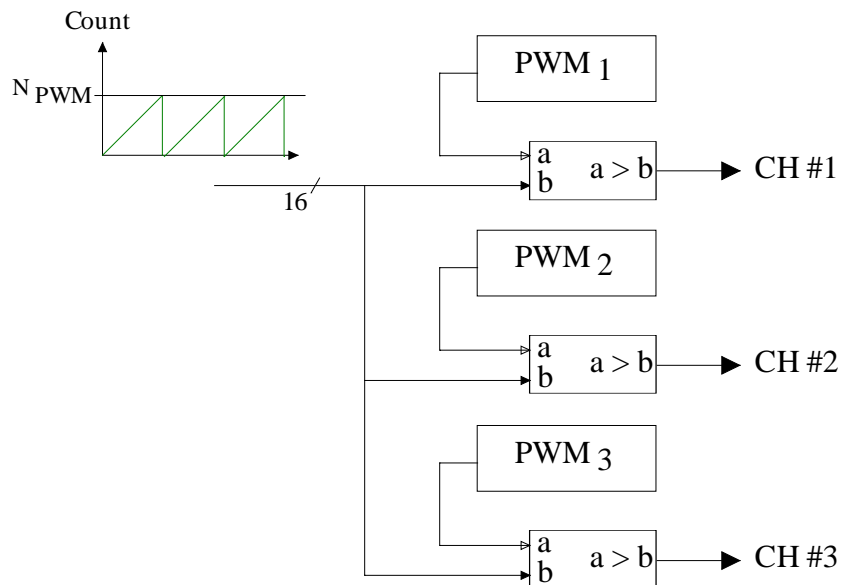 Count
N PWM
16
PWM 1
a
b
a > b
CH #1
PWM 2
a
b
a > b
CH #2
PWM 3
a
b
a > b
CH #3